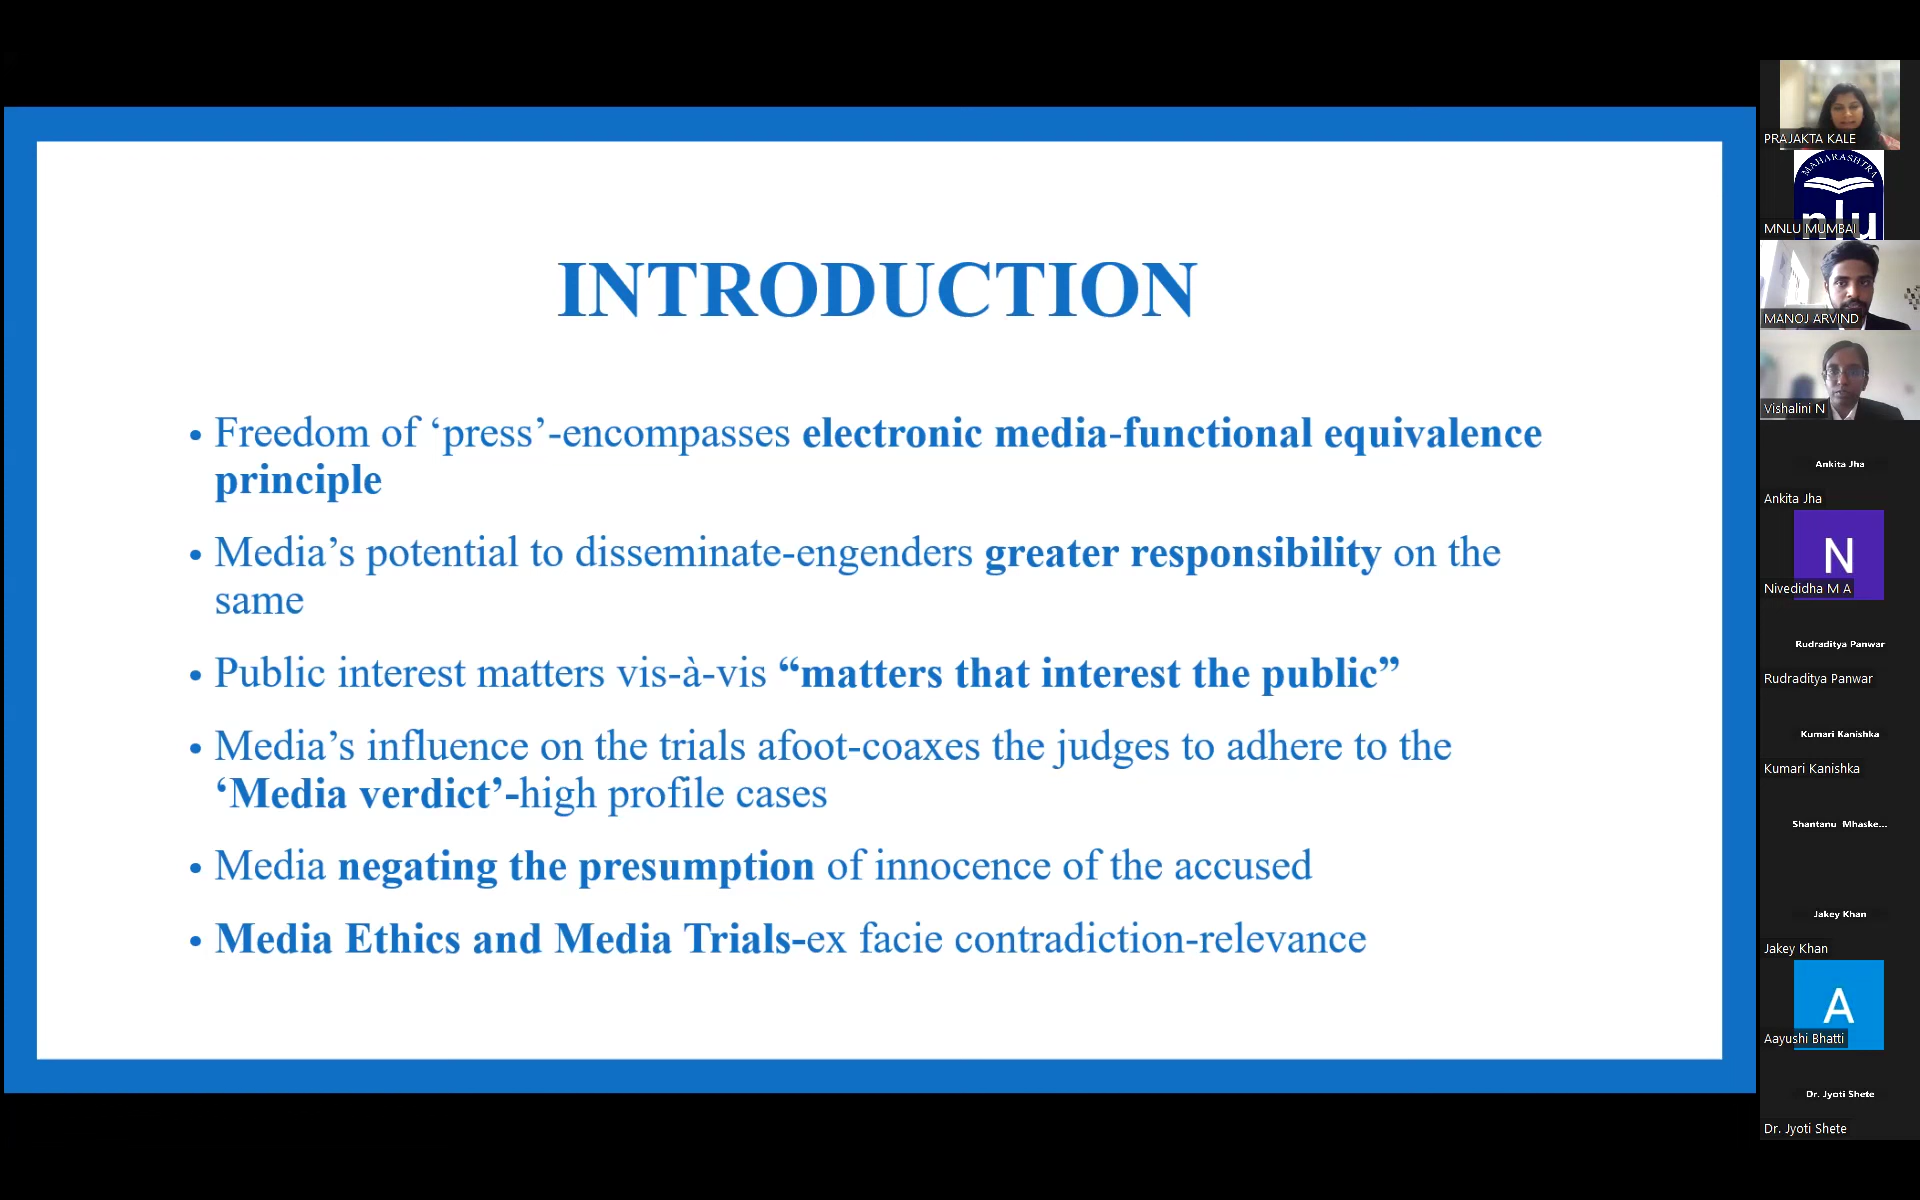 INTRODUCTION
• Freedom of ‘press’-encompasses electronic media-functional equivalence
principle
• Media’s potential to disseminate-engenders greater responsibility on the
same
• Public interest matters vis-à-vis “matters that interest the public”
• Media’s influence on the trials afoot-coaxes the judges to adhere to the
‘Media verdict’-high profile cases
• Media negating the presumption of innocence of the accused
• Media Ethics and Media Trials-ex facie contradiction-relevance
PRAJAKTA KALE
MAHARASHTRA
nlu
MNLU MUMBAI
MANOJ ARVIND
Vishalini N
Ankita Jha
Ankita Jha
N
Nivedidha M A
Rudraditya Panwar
Rudraditya Panwar
Kumari Kanishka
Kumari Kanishka
Shantanu Mhaske...
Jakey Khan
Jakey Khan
A
Aayushi Bhatti
Dr. Jyoti Shete
Dr. Jyoti Shete